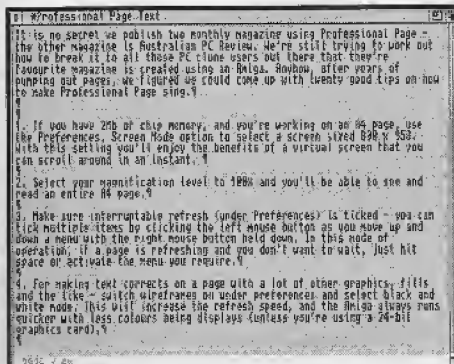 #Professional Page Text
It is no secret we publish two monthly magazine using Professional Page -
the other magazine is Australian PC Review. We're still trying to work out
how to break it to all those PC clone users out there that they're
favourite magazine is created using an Amiga. Anyhow, after years of
pumping out pages, we figured we could come up with twenty good tips on how
to make Professional Page sing.¶
¶
¶
1. If you have 2Mb of chip memory, and you're working on an A4 page, use
the Preferences, Screen Mode option to select a screen sized 890 x 950.
With this setting you'll enjoy the benefits of a virtual screen that you
can scroll around in an instant.¶
¶
2. Select your magnification level to 100% and you'll be able to see and
read an entire A4 page.¶
¶
3. Make sure interruptable refresh (under Preferences) is ticked - you can
tick multiple items by clicking the left mouse button as you move up and
down a menu with the right mouse button held down. In this mode of
operation, if a page is refreshing and you don't want to wait, just hit
space or activate the menu you require.¶
¶
4. For making text corrects on a page with a lot of other graphics, fills
and the like - switch wireframes on under preferences and select black and
white mode. This will increase the refresh speed, and the Amiga always runs
quicker with less colours being displays (unless you're using a 24-bit
graphics card).¶
¶